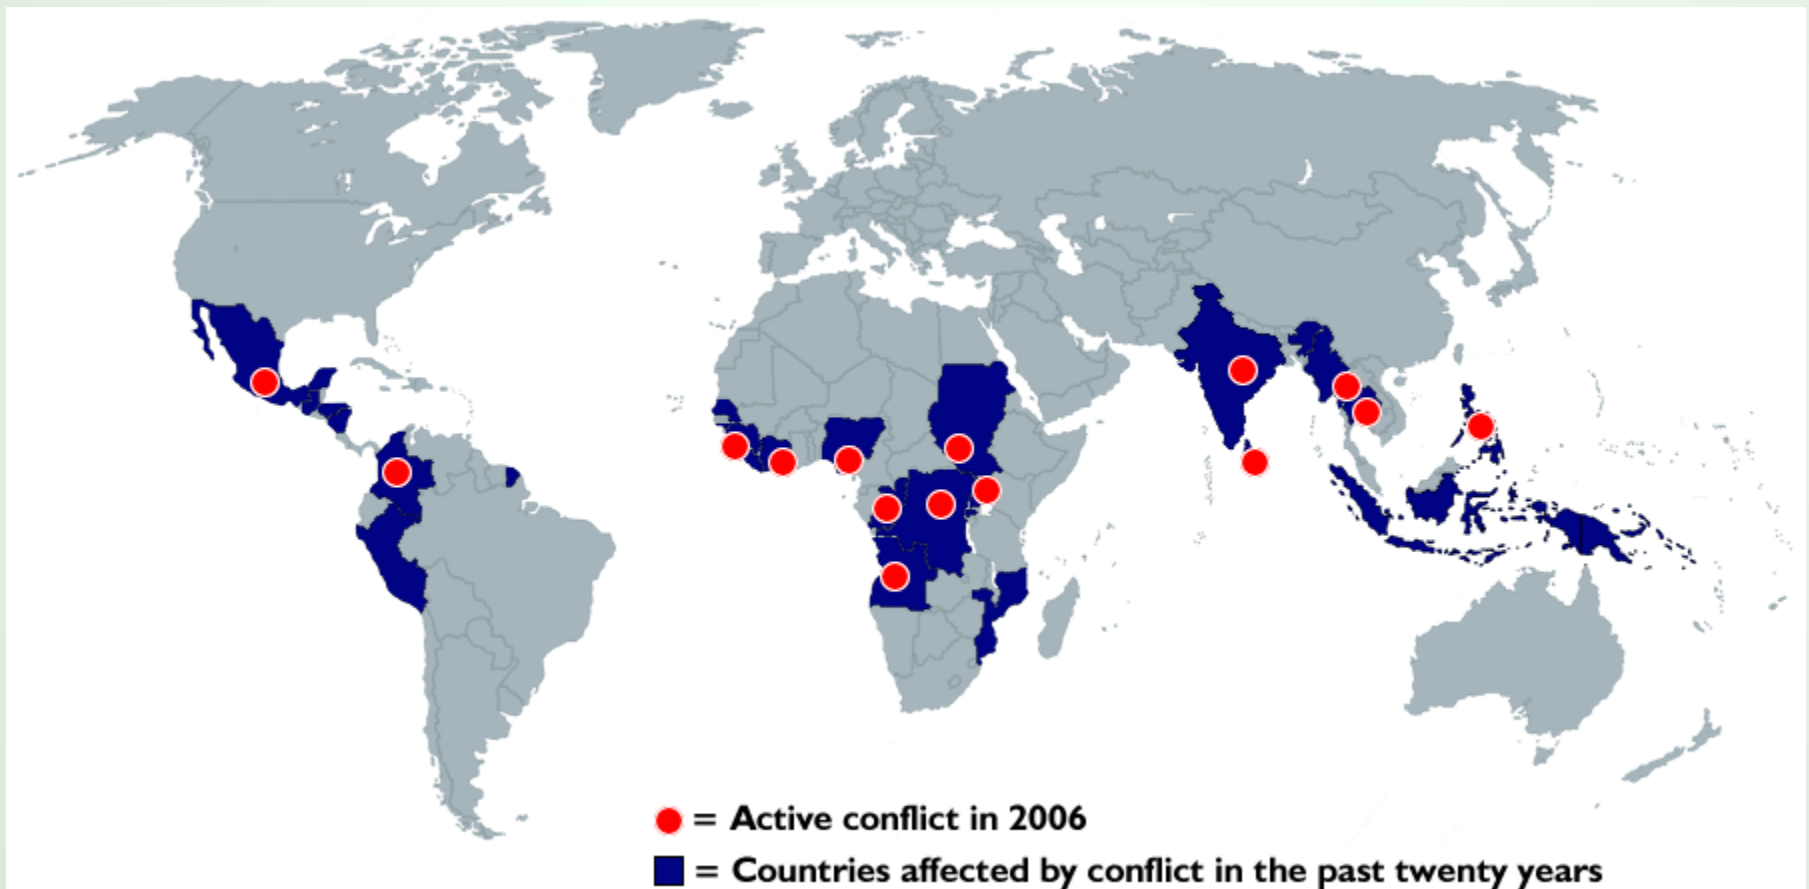 = Active conflict in 2006
= Countries affected by conflict in the past twenty years